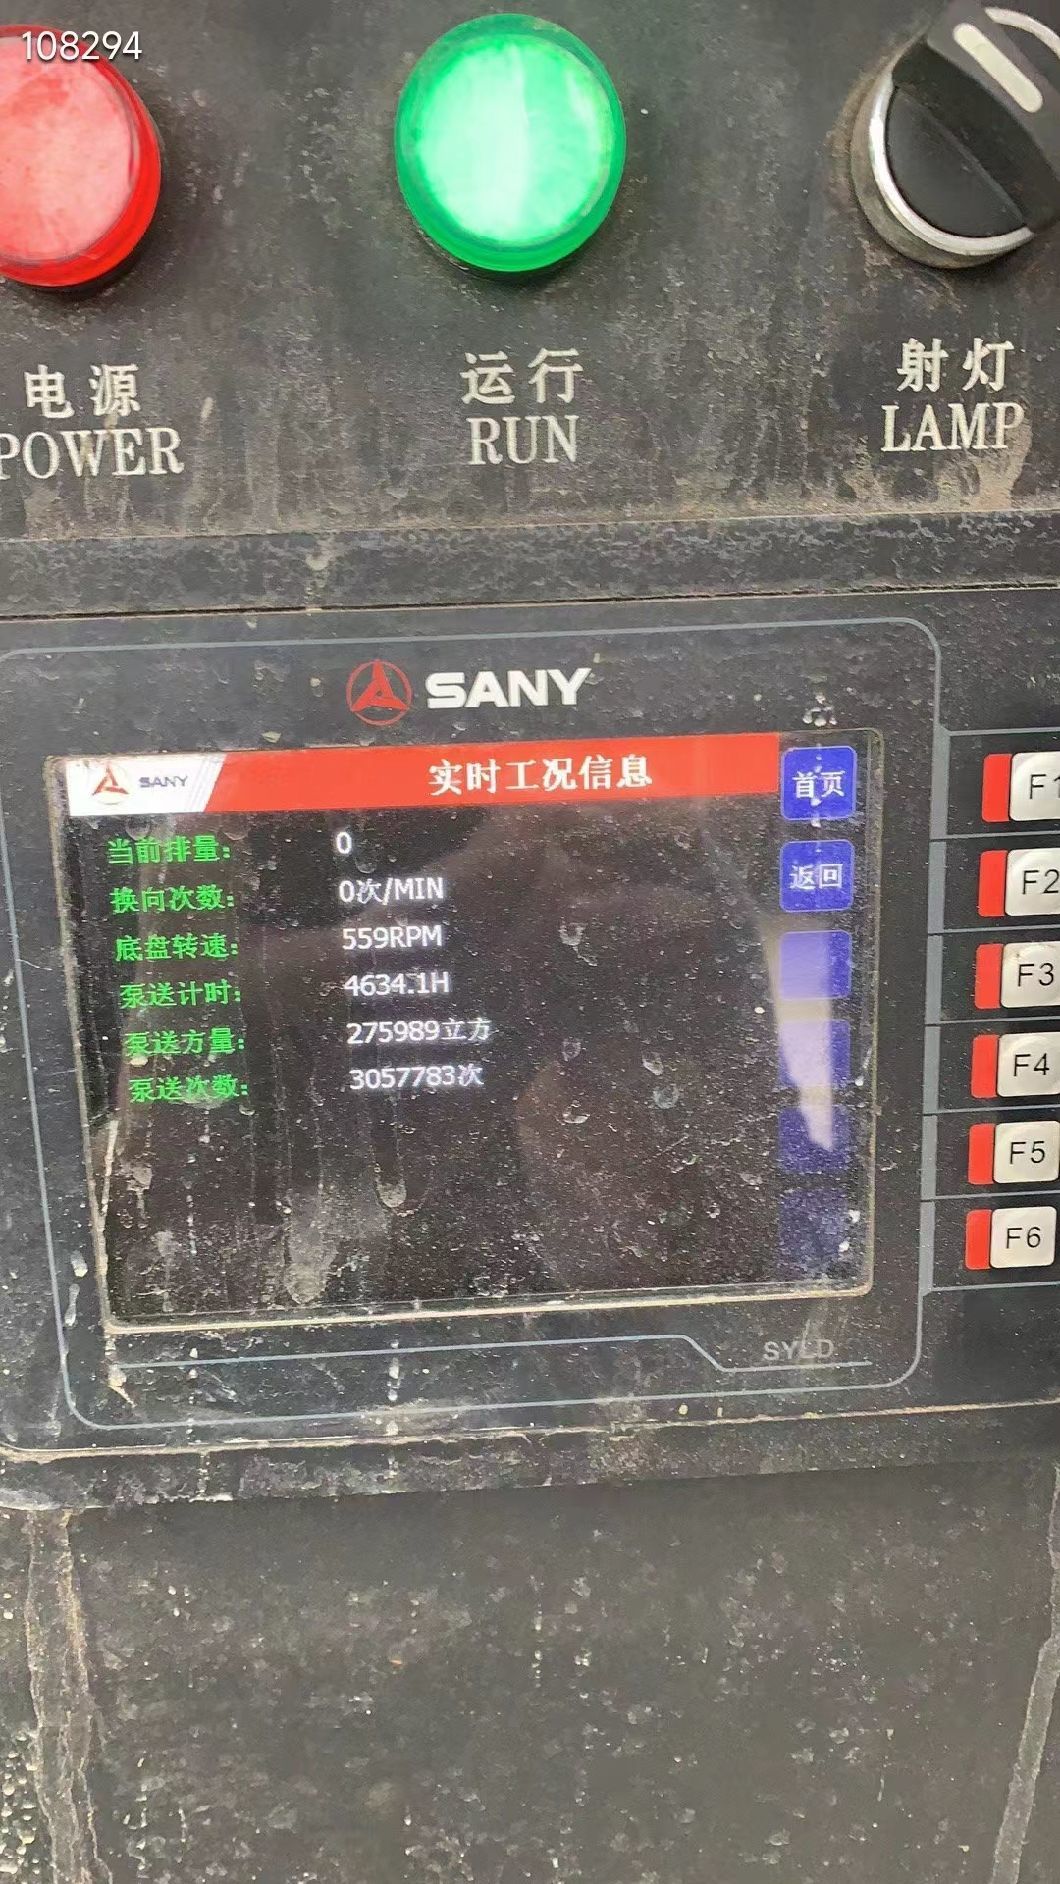 108294
电源
POWER
运行
RUN
射灯
LAMP
SANY
SANY
实时工况信息
首页
当前排量: 0
返回
换向次数: 0次/MIN
底盘转速: 559RPM
泵送计时: 4634.1H
泵送方量: 275989立方
泵送次数: 3057783次
F1
F2
F3
F4
F5
F6
SYLD